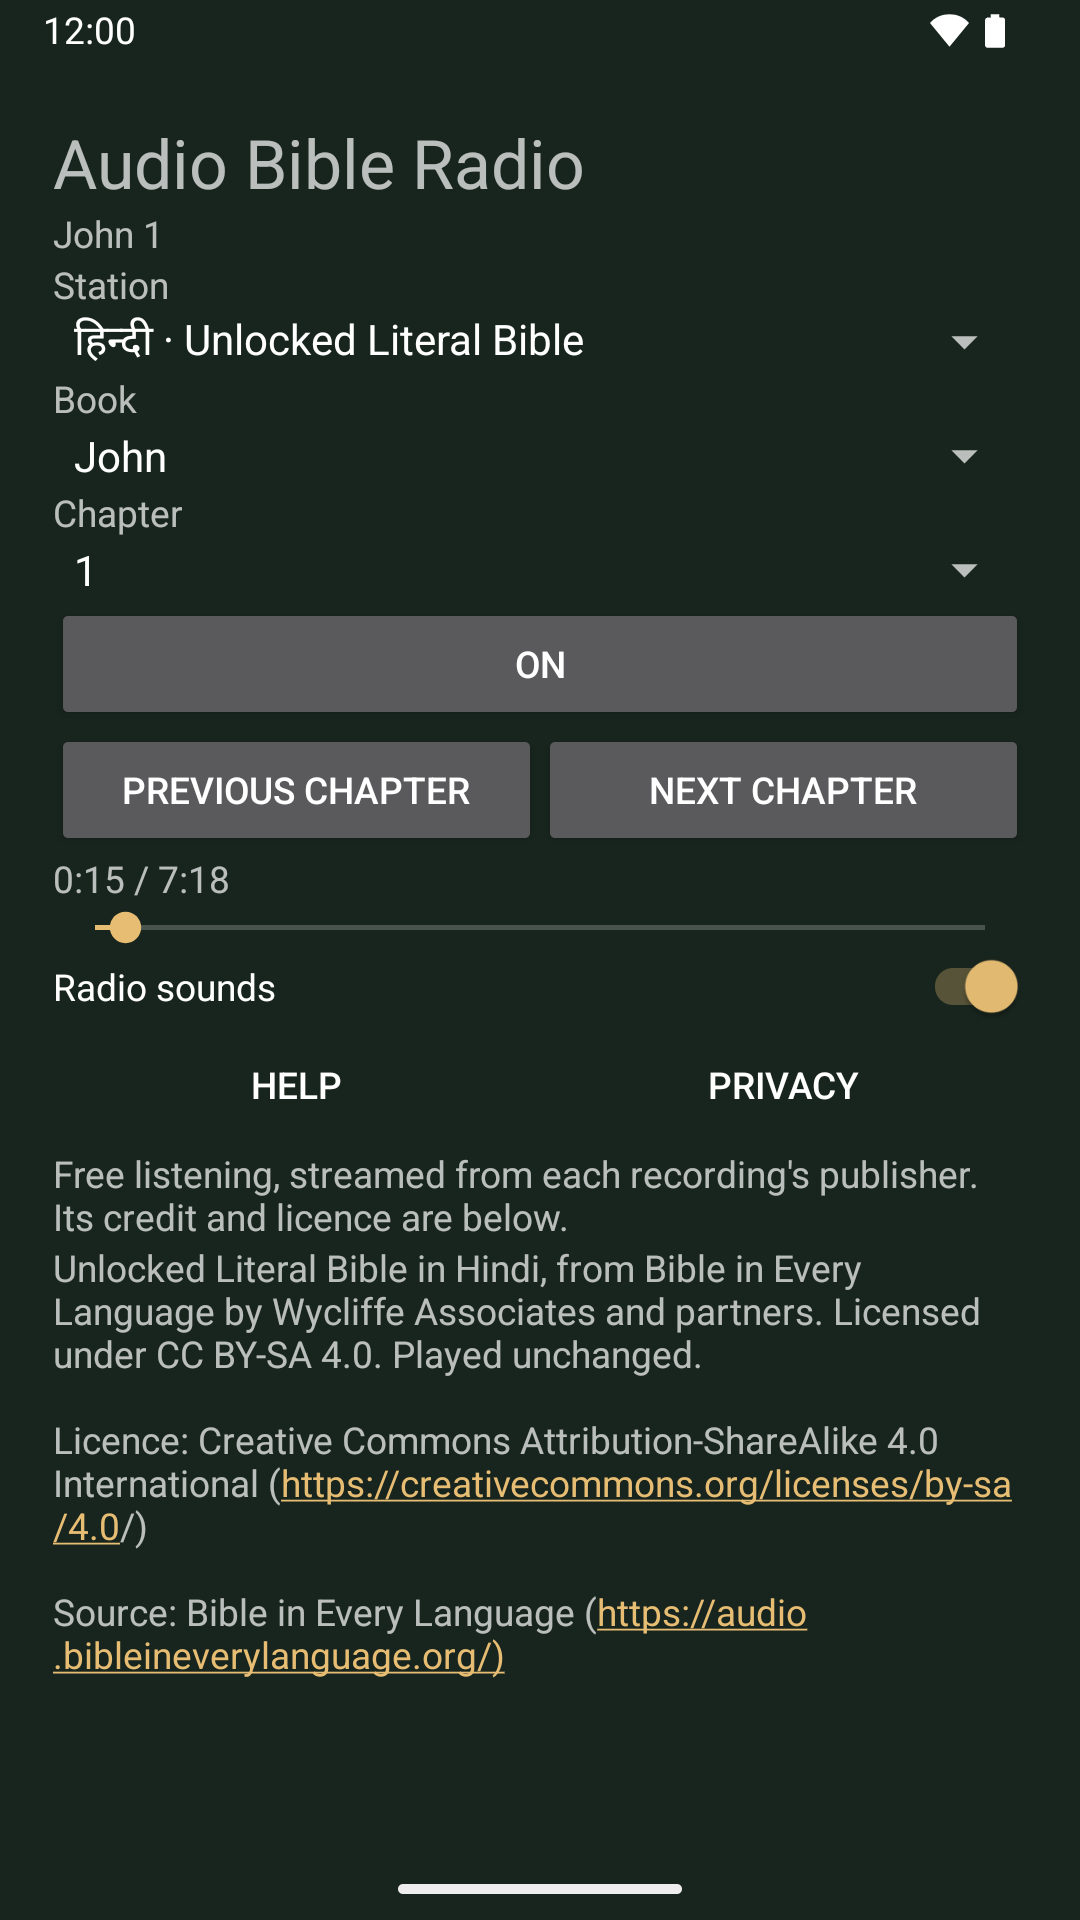 12:00
Audio Bible Radio
John 1
Station
हिन्दी · Unlocked Literal Bible
Book
John
Chapter
1
ON
PREVIOUS CHAPTER
NEXT CHAPTER
0:15 / 7:18
Radio sounds
HELP
PRIVACY
Free listening, streamed from each recording's publisher.
Its credit and licence are below.
Unlocked Literal Bible in Hindi, from Bible in Every
Language by Wycliffe Associates and partners. Licensed
under CC BY-SA 4.0. Played unchanged.
Licence: Creative Commons Attribution-ShareAlike 4.0
International (https://creativecommons.org/licenses/by-sa
/4.0/)
Source: Bible in Every Language (https://audio
.bibleineverylanguage.org/)